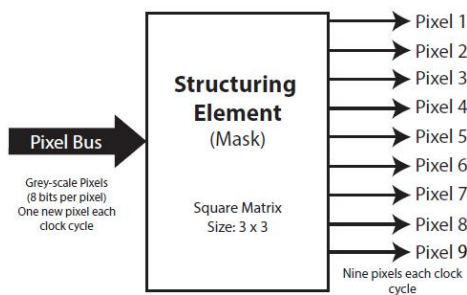 Pixel Bus
Grey-scale Pixels
(8 bits per pixel)
One new pixel each
clock cycle
Structuring
Element
(Mask)
Square Matrix
Size: 3 x 3
Pixel 1
Pixel 2
Pixel 3
Pixel 4
Pixel 5
Pixel 6
Pixel 7
Pixel 8
Pixel 9
Nine pixels each clock
cycle